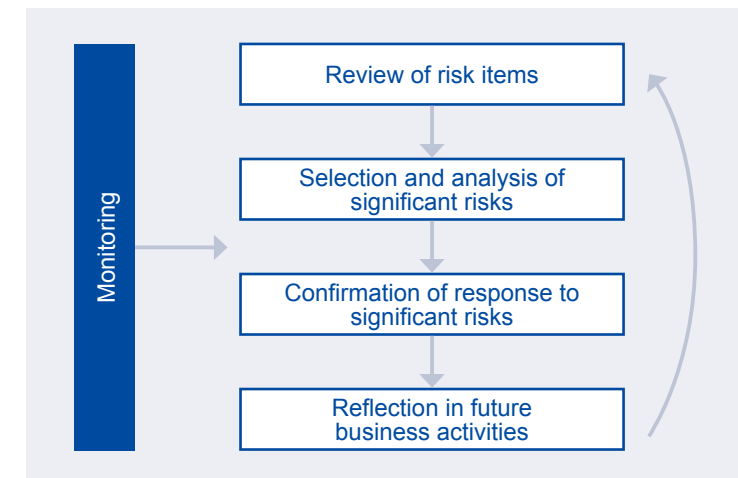 Monitoring
Review of risk items
Selection and analysis of
significant risks
Confirmation of response to
significant risks
Reflection in future
business activities